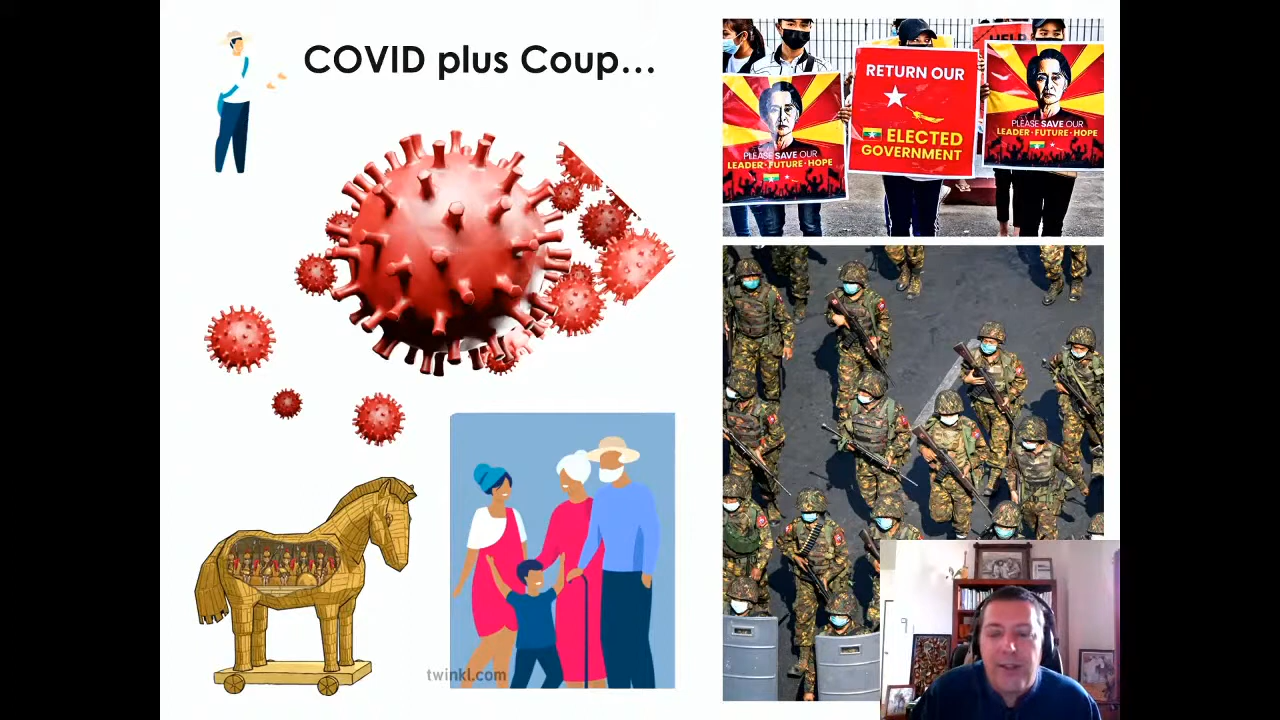 COVID plus Coup...
HELP
RETURN OUR
ELECTED
GOVERNMENT
PLEASE SAVE OUR
LEADER·FUTURE·HOPE
PLEASE SAVE OUR
LEADER·FUTURE·HOPE
twinkl.com